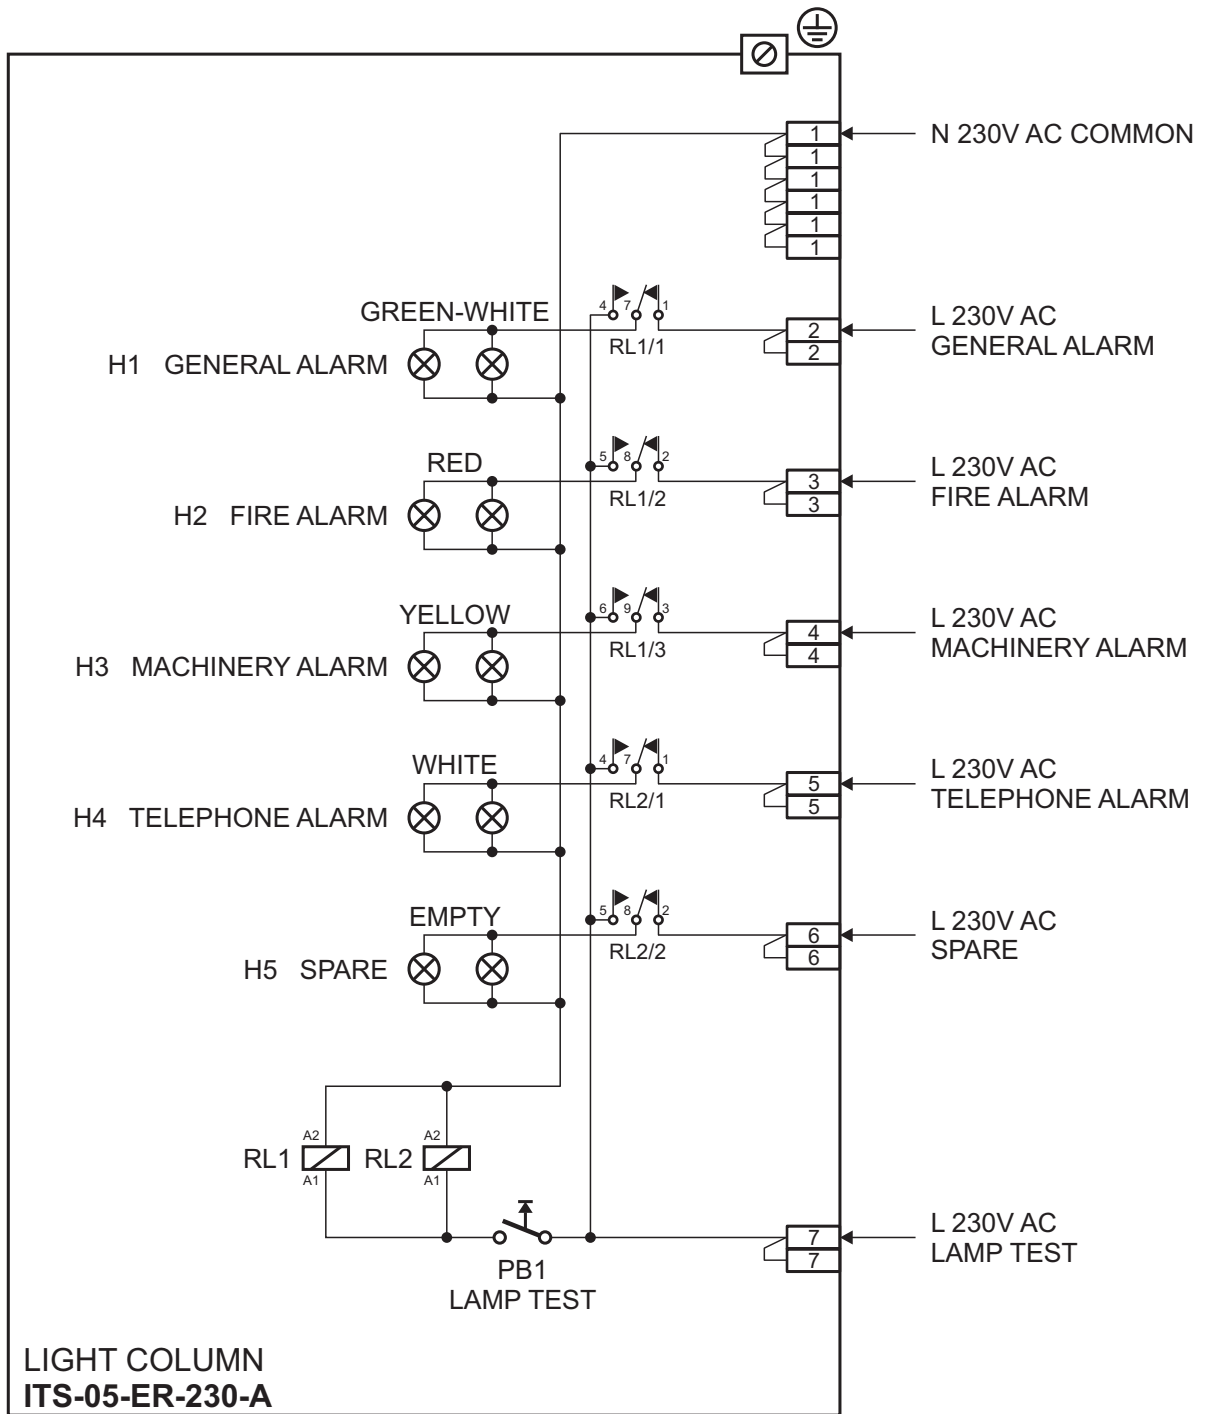 1 N 230V AC COMMON
1
1
1
1
1
GREEN-WHITE
4 7 1
RL1/1
H1 GENERAL ALARM
2
2
L 230V AC
GENERAL ALARM
RED
5 8 2
RL1/2
H2 FIRE ALARM
3
3
L 230V AC
FIRE ALARM
YELLOW
6 9 3
RL1/3
H3 MACHINERY ALARM
4
4
L 230V AC
MACHINERY ALARM
WHITE
4 7 1
RL2/1
H4 TELEPHONE ALARM
5
5
L 230V AC
TELEPHONE ALARM
EMPTY
5 8 2
RL2/2
H5 SPARE
6
6
L 230V AC
SPARE
A2 A2
RL1 RL2
A1 A1
PB1
LAMP TEST
7
7
L 230V AC
LAMP TEST
LIGHT COLUMN
ITS-05-ER-230-A